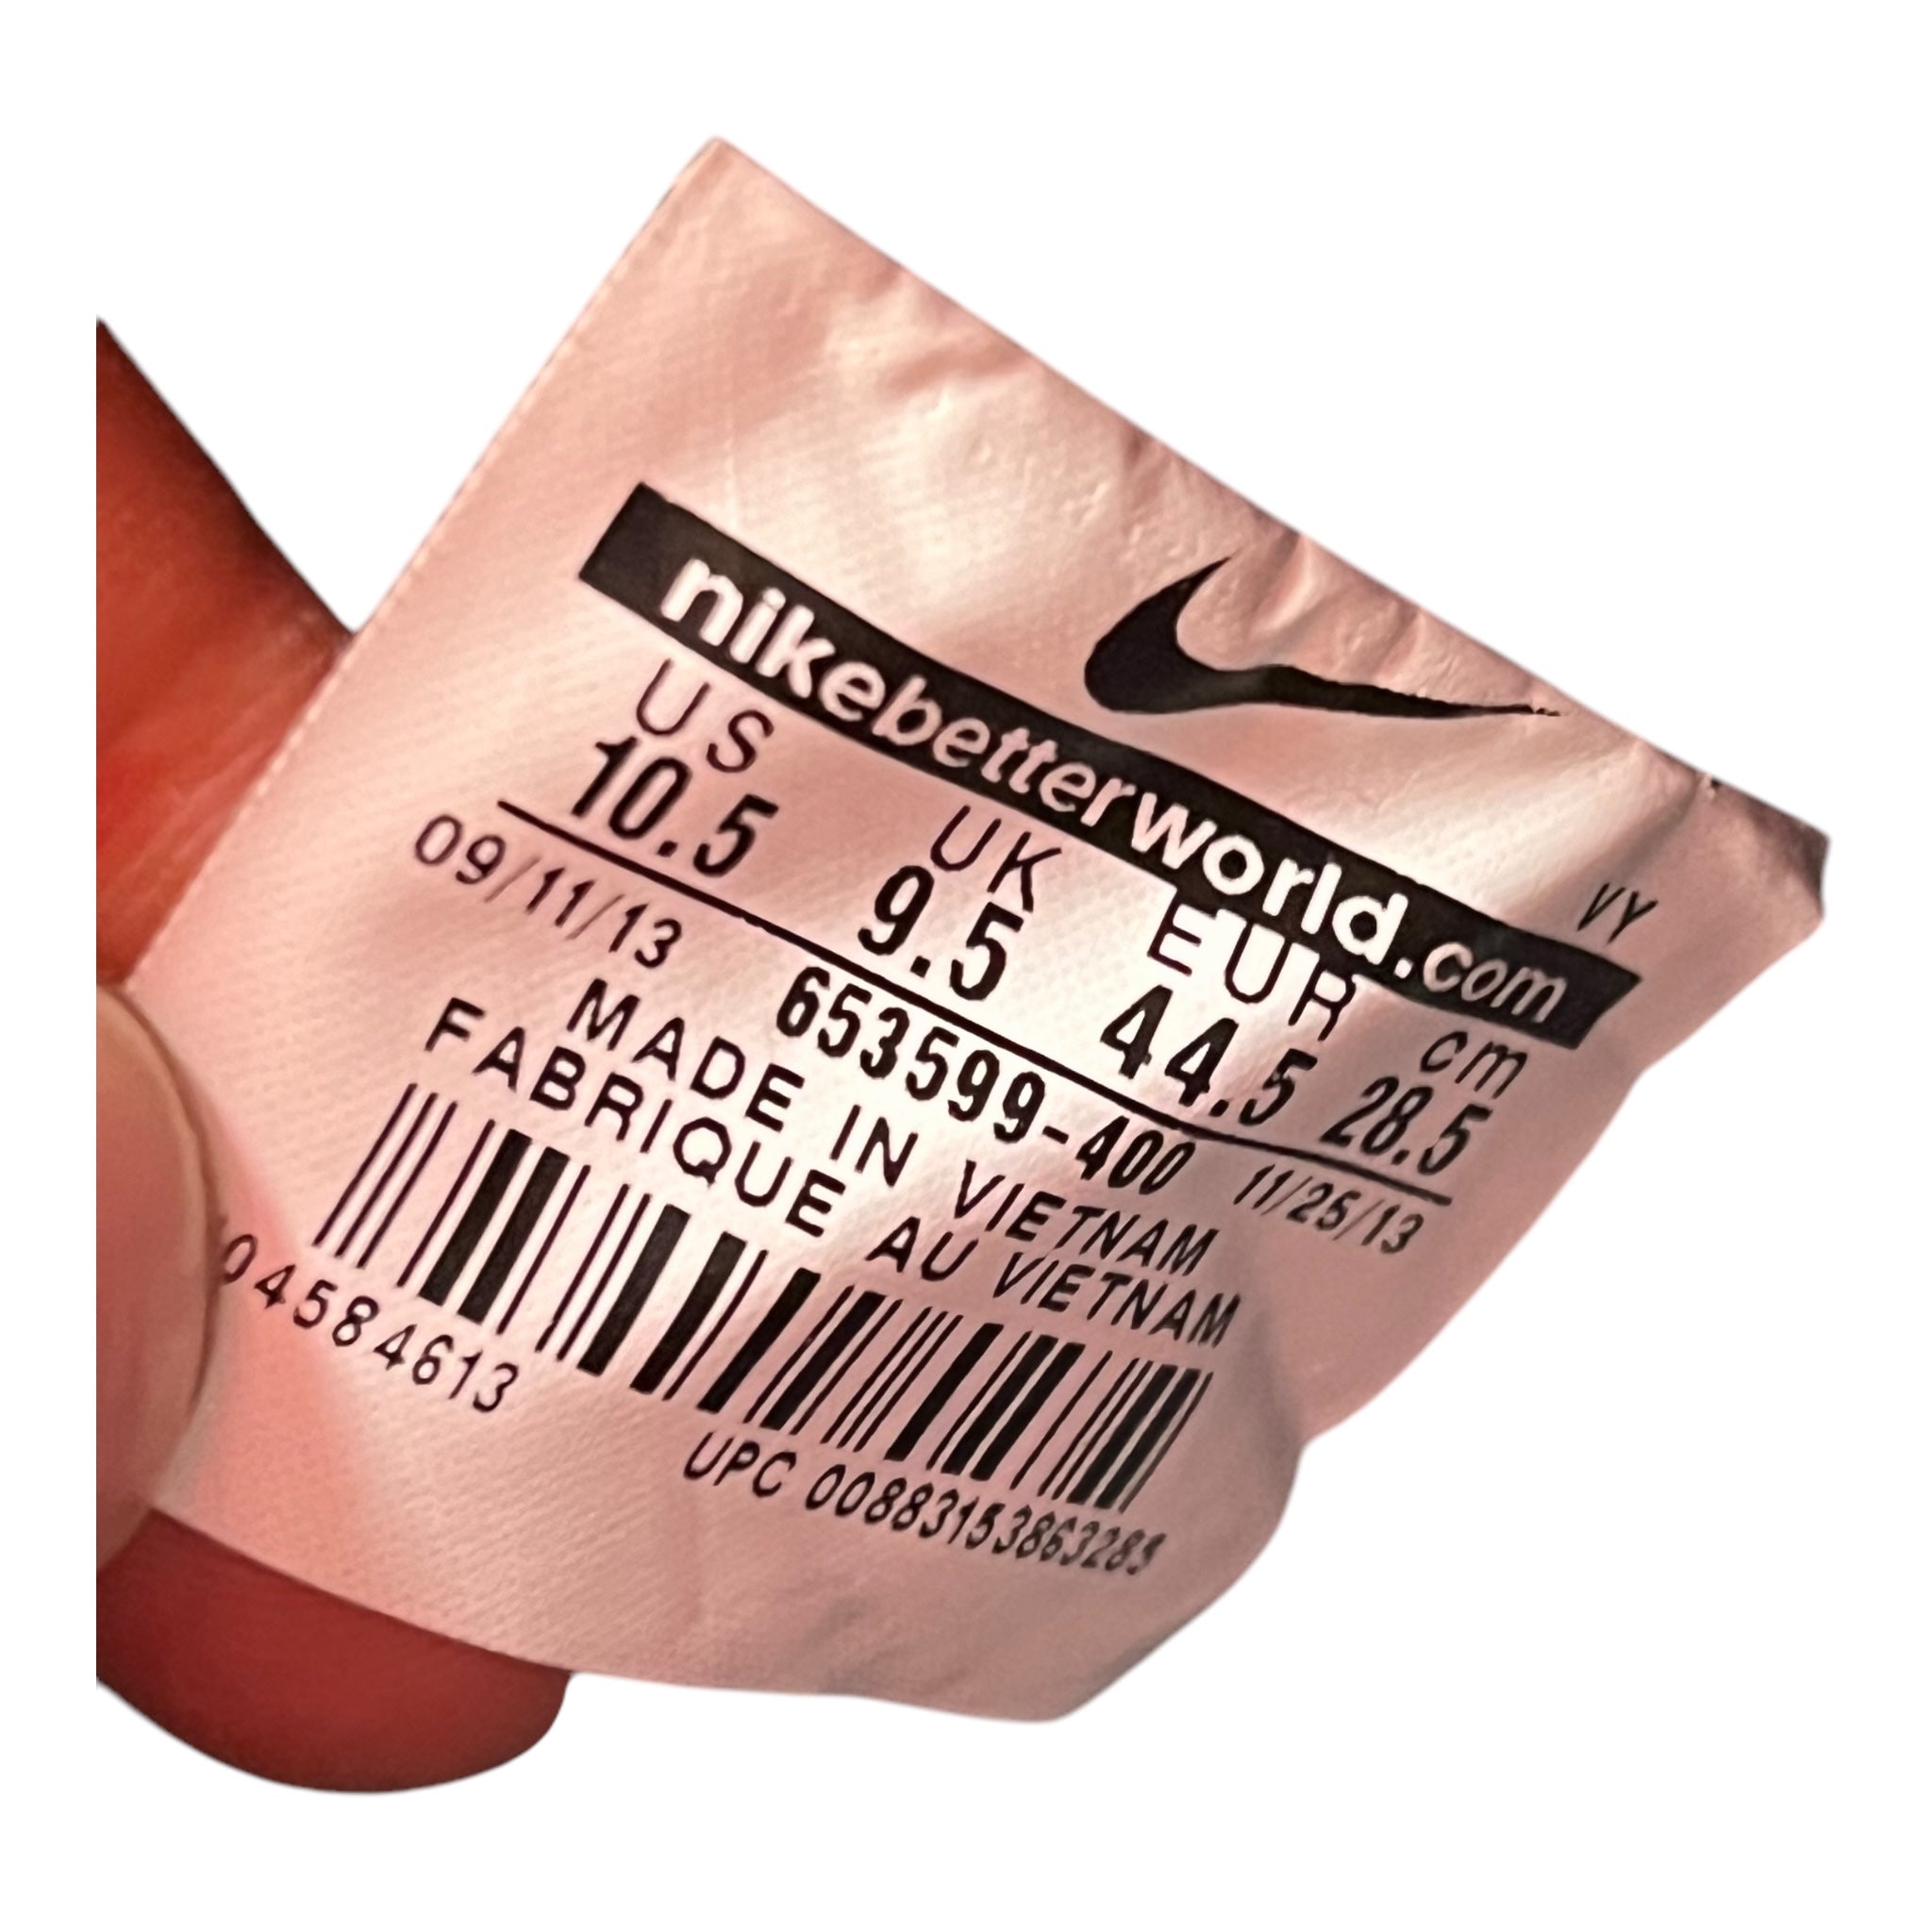 VY
nikebetterworld.com
US UK EUR cm
10.5 9.5 44.5 28.5
09/11/13 653599-400 11/25/13
MADE IN VIETNAM
FABRIQUE AU VIETNAM
04584613
UPC 00883153863283